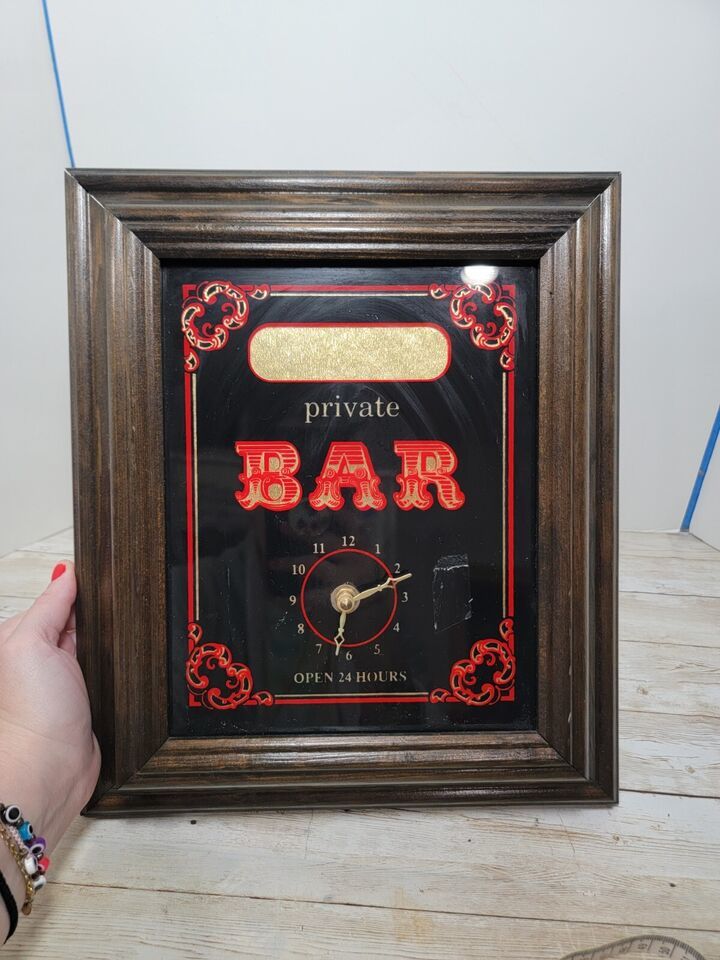 private
BAR
11 12 1
10 2
9 3
8 4
7 6 5
OPEN 24 HOURS